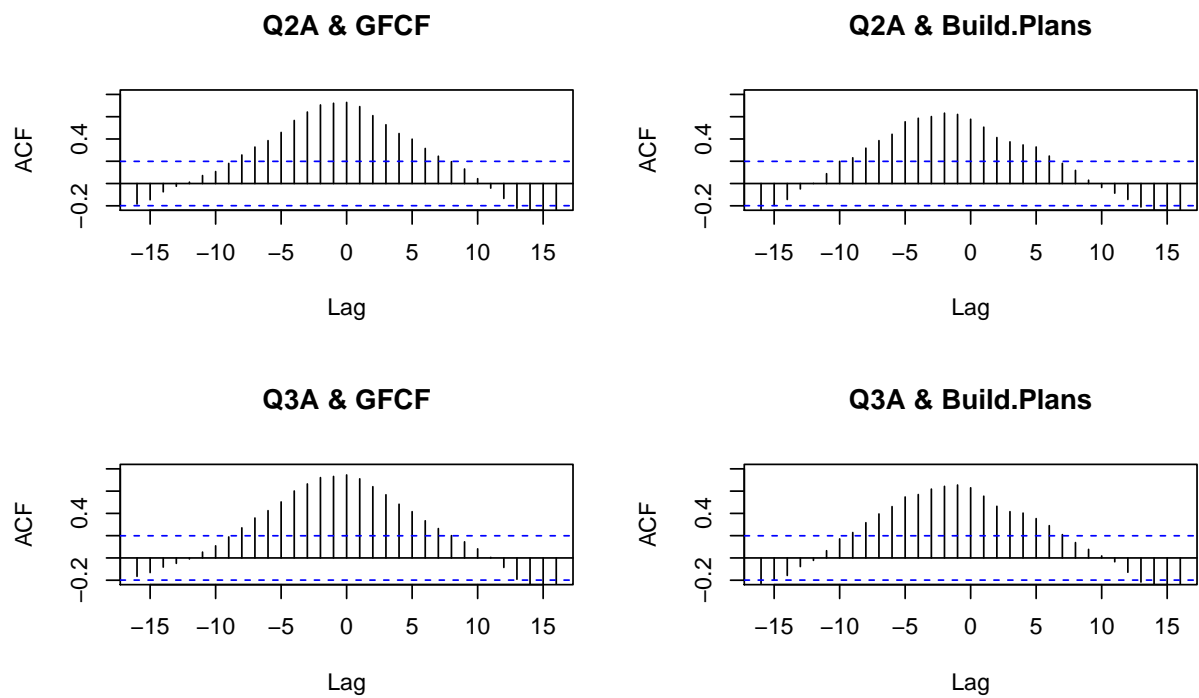 Q2A & GFCF
ACF
0.4
−0.2
−15 −10 −5 0 5 10 15
Lag
Q2A & Build.Plans
ACF
0.4
−0.2
−15 −10 −5 0 5 10 15
Lag
Q3A & GFCF
ACF
0.4
−0.2
−15 −10 −5 0 5 10 15
Lag
Q3A & Build.Plans
ACF
0.4
−0.2
−15 −10 −5 0 5 10 15
Lag